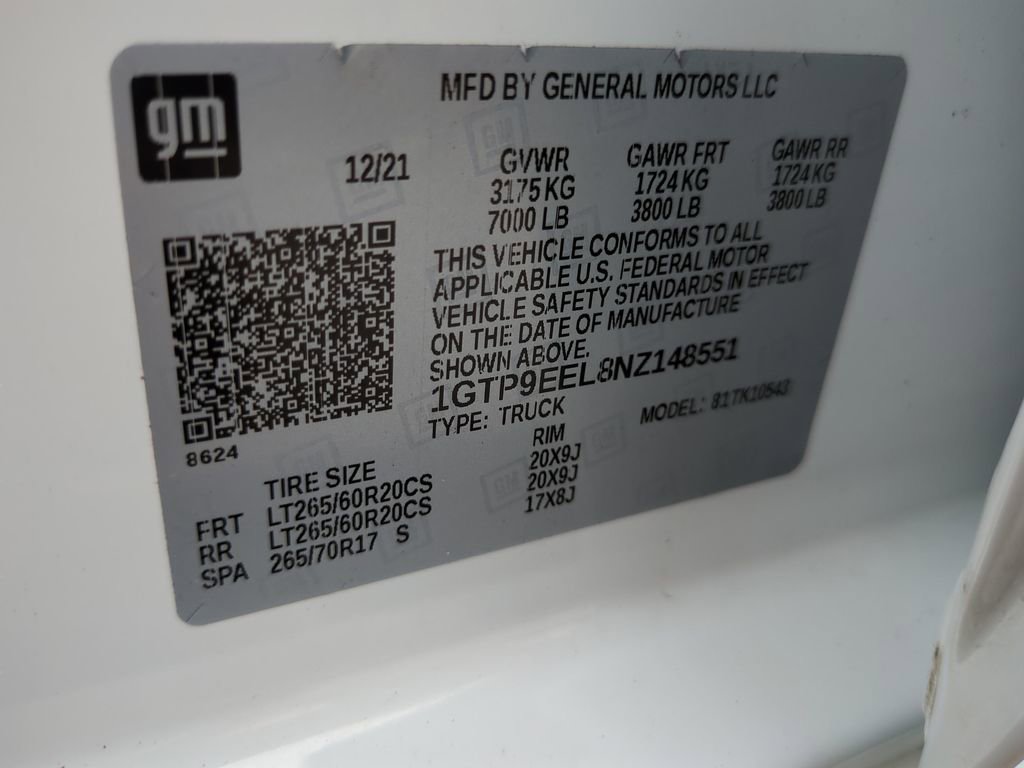 gm
MFD BY GENERAL MOTORS LLC
12/21
GVWR GAWR FRT GAWR RR
3175 KG 1724 KG 1724 KG
7000 LB 3800 LB 3800 LB
THIS VEHICLE CONFORMS TO ALL
APPLICABLE U.S. FEDERAL MOTOR
VEHICLE SAFETY STANDARDS IN EFFECT
ON THE DATE OF MANUFACTURE
SHOWN ABOVE.
1GTP9EEL8NZ148551
TYPE: TRUCK MODEL: 81TK10543
8624
TIRE SIZE RIM
FRT LT265/60R20CS 20X9J
RR LT265/60R20CS 20X9J
SPA 265/70R17 S 17X8J